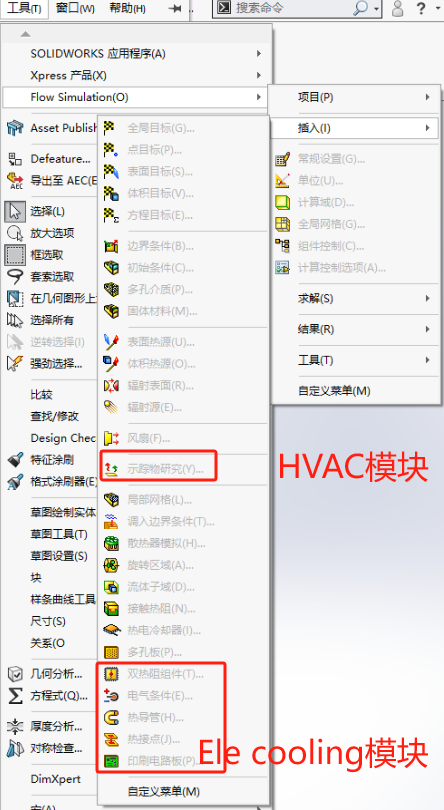 工具(T) 窗口(W) 帮助(H) 搜索命令 ?
SOLIDWORKS 应用程序(A)
Xpress 产品(X)
Flow Simulation(O)
Asset Publish
Defeature...
导出至 AEC(E
选择(L)
放大选项
框选取
套索选取
在几何图形上
选择所有
逆转选择(I)
强劲选择...
比较
查找/修改
Design Chec
特征涂刷
格式涂刷器(E)
草图绘制实体
草图工具(T)
草图设置(S)
块
样条曲线工具
尺寸(S)
关系(O
几何分析...
方程式(Q)...
厚度分析...
对称检查...
DimXpert
宏(A)
全局目标(G)...
点目标(P)...
表面目标(S)...
体积目标(V)...
方程目标(E)...
边界条件(B)...
初始条件(C)...
多孔介质(P)...
固体材料(M)...
表面热源(U)...
体积热源(O)...
辐射表面(R)...
辐射源(E)...
风扇(F)...
示踪物研究(Y)...
局部网格(L)...
调入边界条件(T)...
散热器模拟(H)...
旋转区域(A)...
流体子域(D)...
接触热阻(N)...
热电冷却器(I)...
多孔板(P)...
双热阻组件(T)...
电气条件(E)...
热导管(H)...
热接点(J)...
印刷电路板(P)...
自定义菜单(M)
项目(P)
插入(I)
常规设置(G)...
单位(U)...
计算域(D)...
全局网格(G)...
组件控制(C)...
计算控制选项(A)...
求解(S)
结果(R)
工具(T)
自定义菜单(M)
HVAC模块
Ele cooling模块